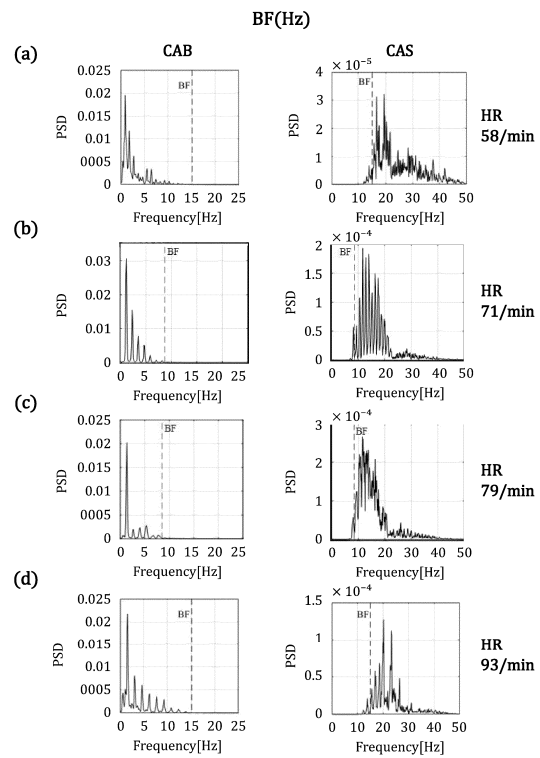 BF(Hz)
(a) CAB CAS
0.025
0.02
0.015
0.01
0005
0
PSD
BF
0 5 10 15 20 25
Frequency[Hz]
× 10⁻⁵
4
3
2
1
0
PSD
BF
0 10 20 30 40 50
Frequency[Hz]
HR
58/min
(b)
0.03
0.02
0.01
0
PSD
BF
0 5 10 15 20 25
Frequency[Hz]
× 10⁻⁴
2
1.5
1
0.5
0
PSD
BF
0 10 20 30 40 50
Frequency[Hz]
HR
71/min
(c)
0.025
0.02
0.015
0.01
0005
0
PSD
BF
0 5 10 15 20 25
Frequency[Hz]
× 10⁻⁴
3
2
1
0
PSD
BF
0 10 20 30 40 50
Frequency[Hz]
HR
79/min
(d)
0.025
0.02
0.015
0.01
0005
0
PSD
BF
0 5 10 15 20 25
Frequency[Hz]
× 10⁻⁴
1.5
1
0.5
0
PSD
BF
0 10 20 30 40 50
Frequency[Hz]
HR
93/min